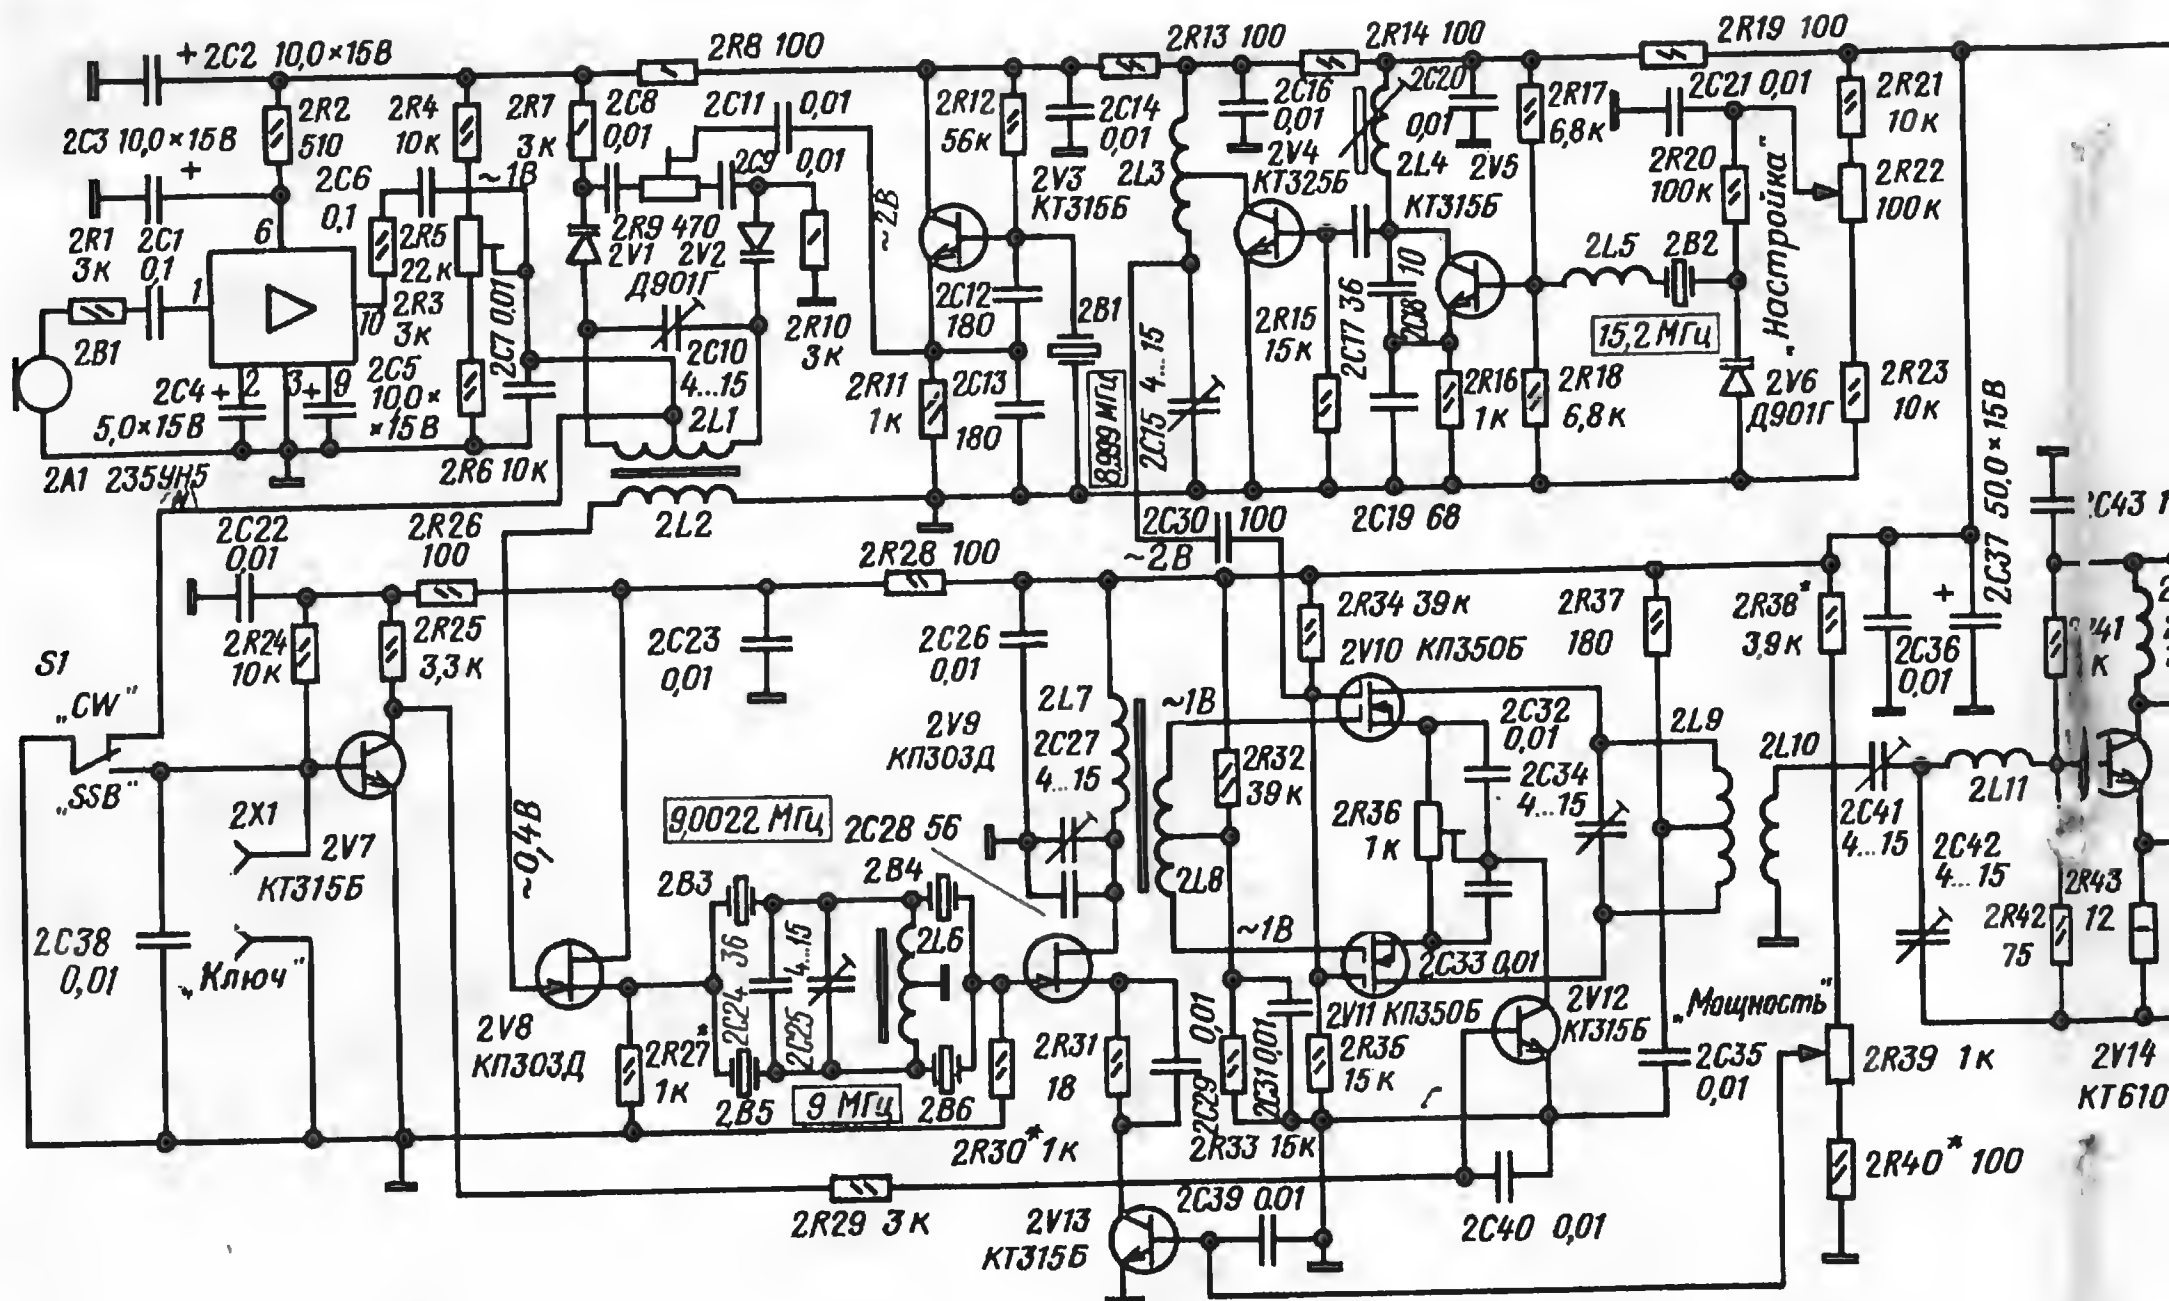 2C2 10,0×15В
2C3 10,0×15В
2R1
3к
2C1
0,1
2B1
2R2
510
2C6
0,1
6
1
10
2
3
9
2R5
22к
2R3
3к
2C4
5,0×15В
2C5
10,0×
×15В
2A1 235УН5
2R4
10к
~1В
2R6 10к
2C7 0,01
2R7
3к
2C8
0,01
2R8 100
2C11
0,01
2C9
0,01
2R9 470
2V1
2V2
Д901Г
2R10
3к
2C10
4...15
2L1
2L2
~2В
2R12
56к
2V3
КТ315Б
2C12
180
2R11
1к
2C13
180
2B1
8,999 МГц
2C14
0,01
2R13 100
2L3
2C15 4...15
2C16
0,01
2V4
КТ325Б
2R14 100
2C20
0,01
2L4
2V5
КТ315Б
2R15
15к
2C17 36
2C18 10
2C19 68
2R16
1к
2R17
6,8к
2R18
6,8к
2L5
2B2
15,2 МГц
2R19 100
2C21 0,01
2R20
100к
„Настройка"
2V6
Д901Г
2R21
10к
2R22
100к
2R23
10к
2C37 50,0×15В
2C22
0,01
2R26
100
2R24
10к
2R25
3,3к
S1
„CW"
„SSB"
2X1
2V7
КТ315Б
2C38
0,01
„Ключ"
~0,4В
2R28 100
2C23
0,01
2V8
КП303Д
2R27*
1к
9,0022 МГц
2B3
2B4
2C24 36
2C25 4...15
2L6
2B5
9 МГц
2B6
2C26
0,01
2V9
КП303Д
2L7
2C27
4...15
2C28 56
2R31
18
2R30* 1к
2R29 3к
2C30 100
~2В
~1В
~1В
2L8
2R32
39к
2C29 0,01
2R33 15к
2C31 0,01
2R34 39к
2V10 КП350Б
2R36
1к
2C32
0,01
2C34
4...15
2C33 0,01
2V11 КП350Б
2R36
15к
2V12
КТ315Б
2R37
180
2C35
0,01
2L9
2L10
2R38*
3,9к
2C36
0,01
„Мощность"
2R39 1к
2R40* 100
2V13
КТ315Б
2C39 0,01
2C40 0,01
2C41
4...15
2C42
4...15
2L11
2R42
75
2R43
12
2V14
КТ610